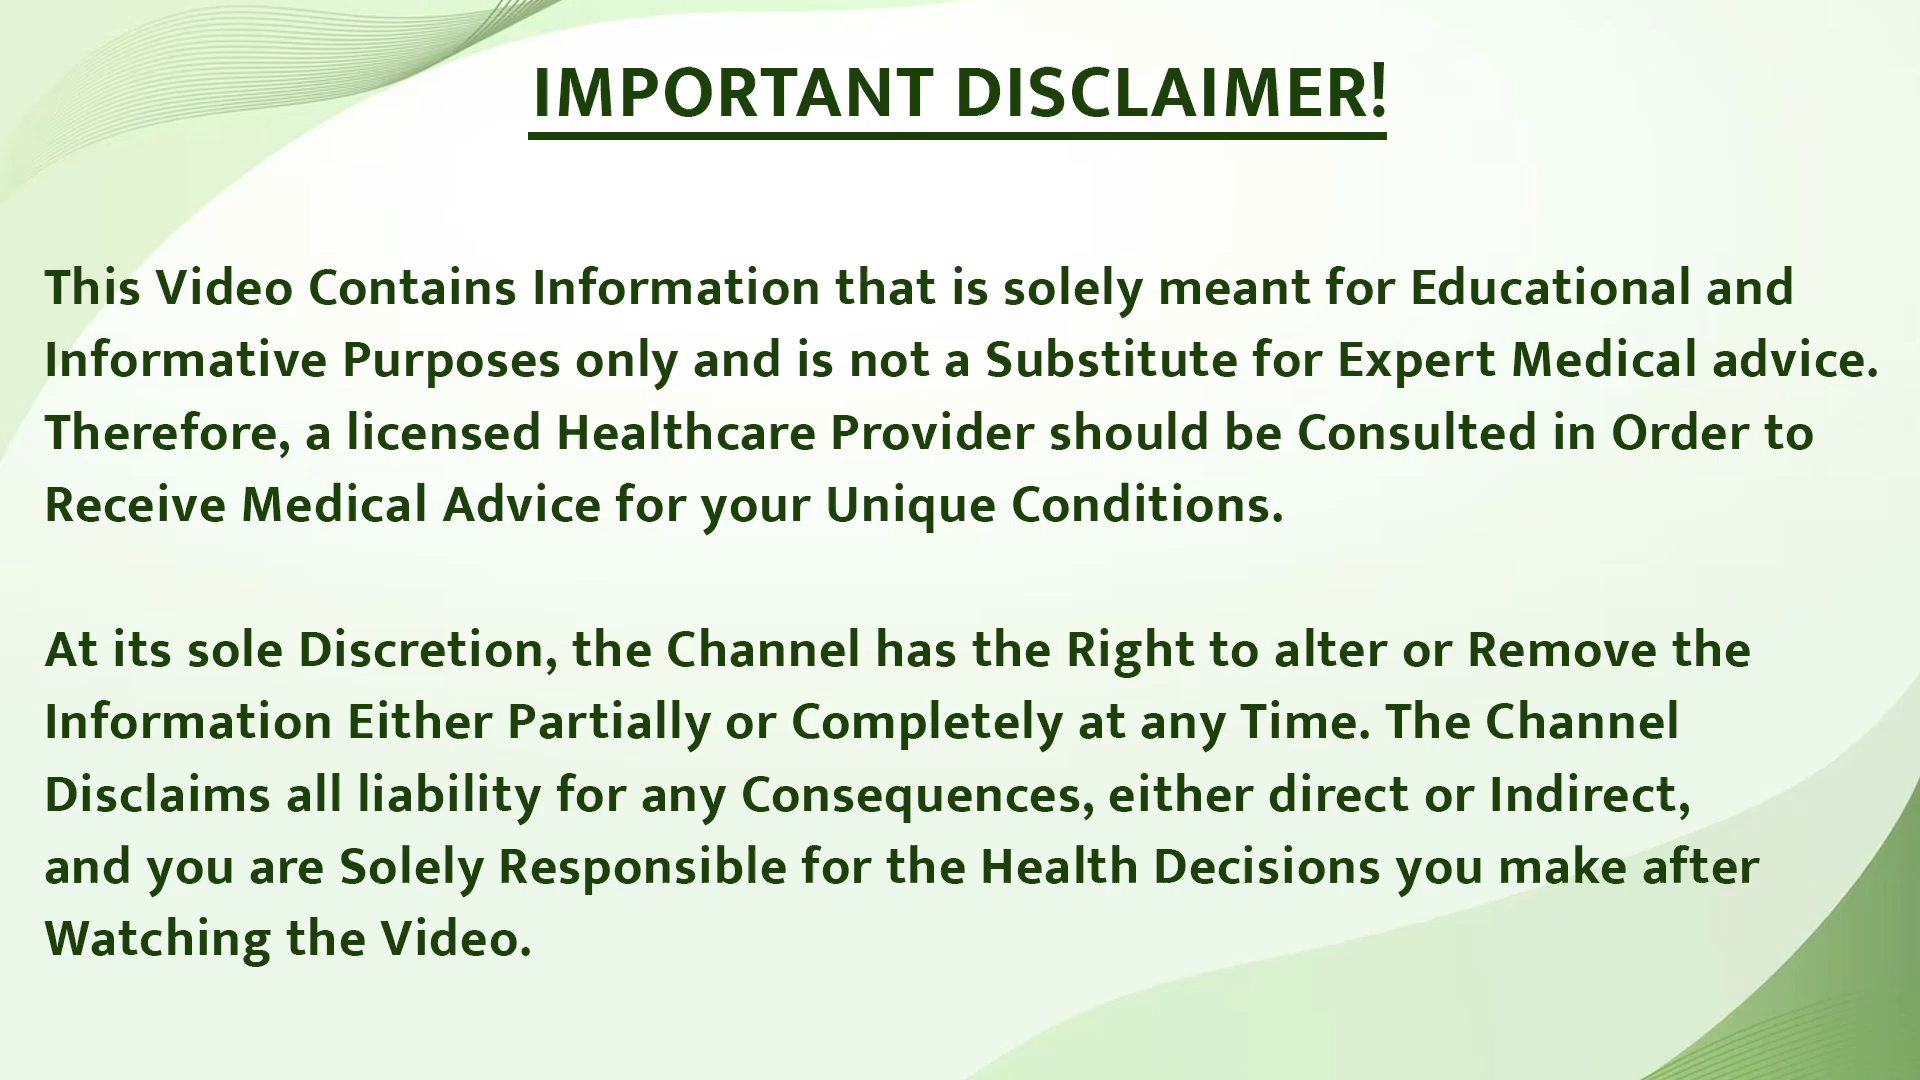 IMPORTANT DISCLAIMER!
This Video Contains Information that is solely meant for Educational and
Informative Purposes only and is not a Substitute for Expert Medical advice.
Therefore, a licensed Healthcare Provider should be Consulted in Order to
Receive Medical Advice for your Unique Conditions.
At its sole Discretion, the Channel has the Right to alter or Remove the
Information Either Partially or Completely at any Time. The Channel
Disclaims all liability for any Consequences, either direct or Indirect,
and you are Solely Responsible for the Health Decisions you make after
Watching the Video.